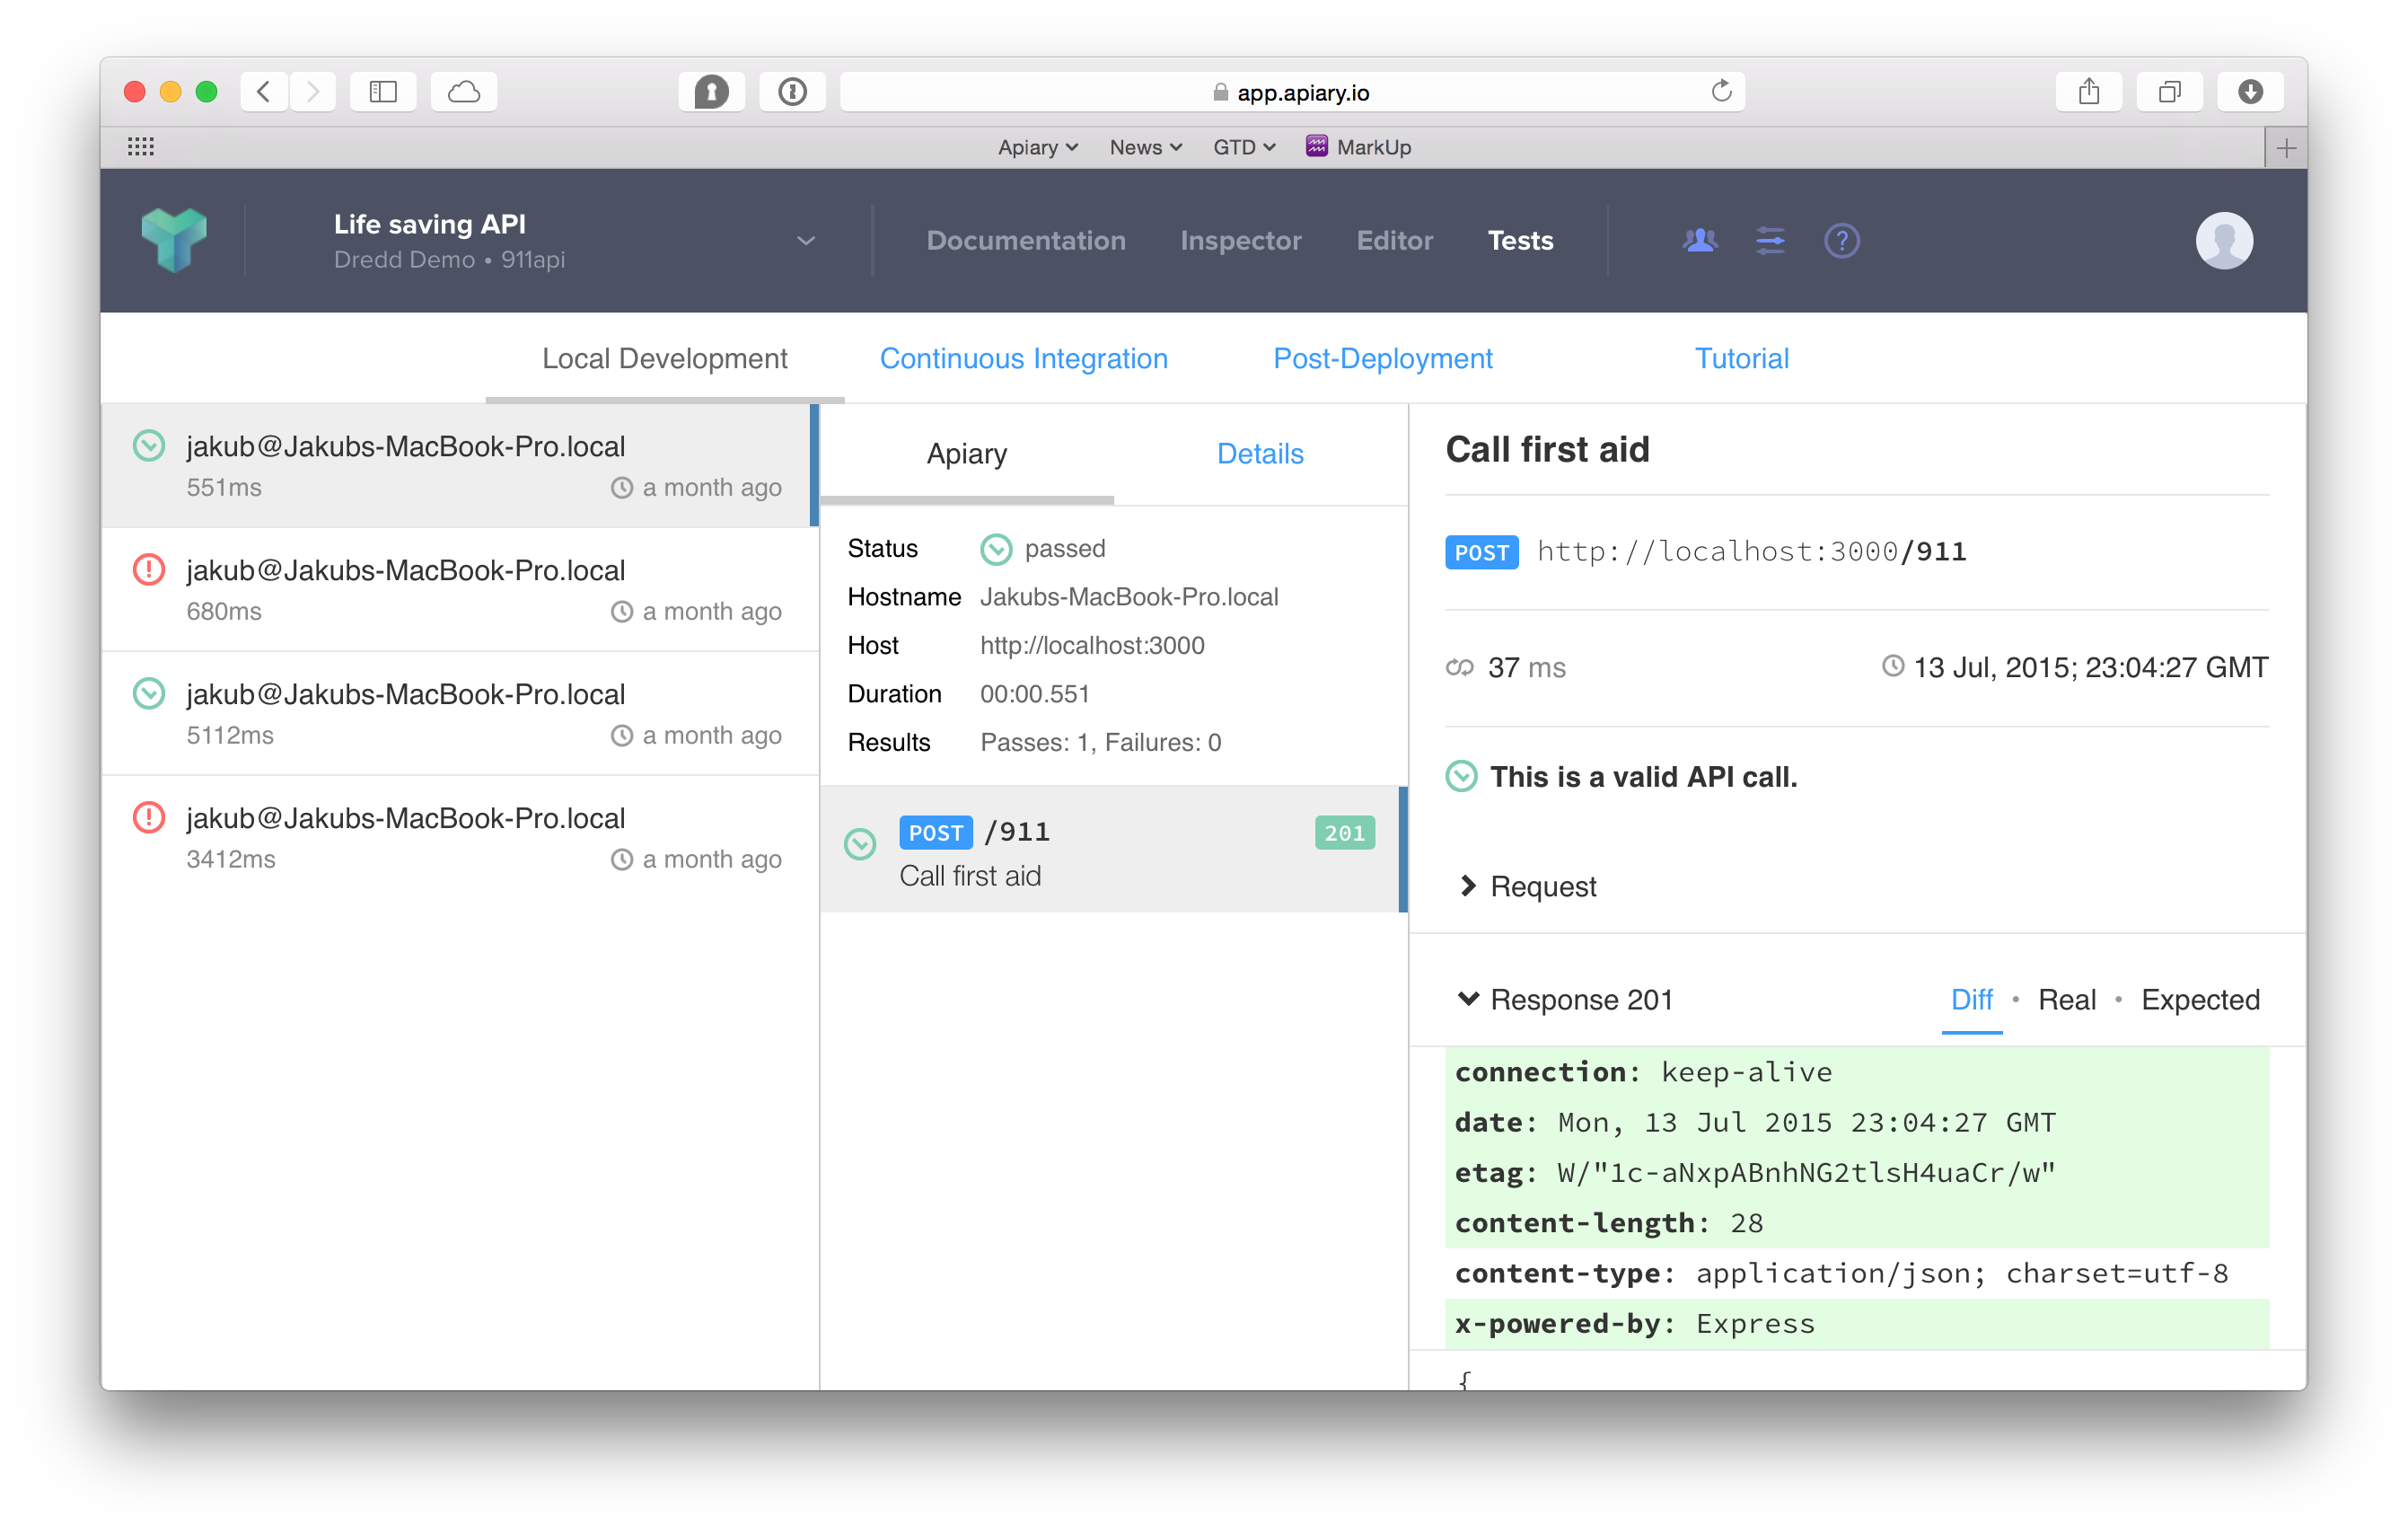 app.apiary.io
Apiary News GTD MarkUp
Life saving API
Dredd Demo • 911api
Documentation Inspector Editor Tests
Local Development Continuous Integration Post-Deployment Tutorial
jakub@Jakubs-MacBook-Pro.local
551ms a month ago
jakub@Jakubs-MacBook-Pro.local
680ms a month ago
jakub@Jakubs-MacBook-Pro.local
5112ms a month ago
jakub@Jakubs-MacBook-Pro.local
3412ms a month ago
Apiary Details
Status passed
Hostname Jakubs-MacBook-Pro.local
Host http://localhost:3000
Duration 00:00.551
Results Passes: 1, Failures: 0
POST /911 201
Call first aid
Call first aid
POST http://localhost:3000/911
37 ms 13 Jul, 2015; 23:04:27 GMT
This is a valid API call.
Request
Response 201 Diff • Real • Expected
connection: keep-alive
date: Mon, 13 Jul 2015 23:04:27 GMT
etag: W/"1c-aNxpABnhNG2tlsH4uaCr/w"
content-length: 28
content-type: application/json; charset=utf-8
x-powered-by: Express
{